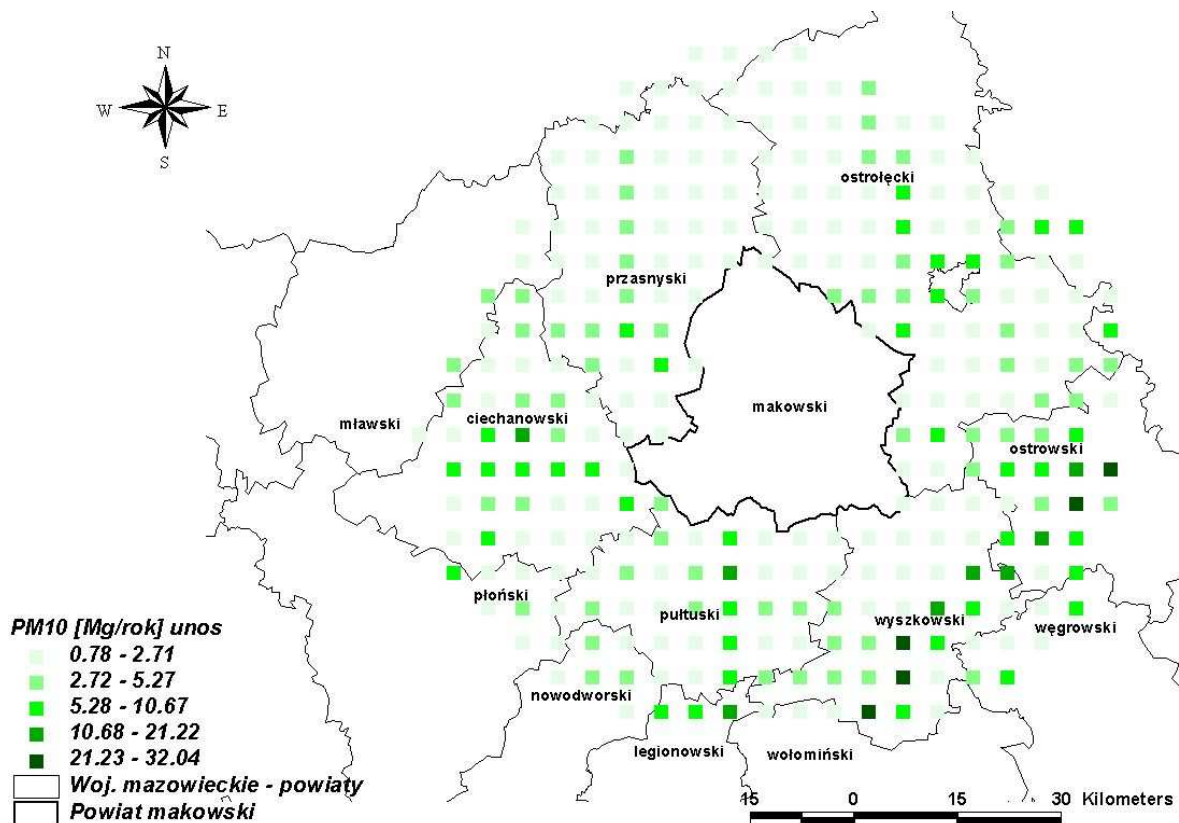 N
W E
S
ostrołęcki
przasnyski
makowski
mławski
ciechanowski
ostrowski
płoński
pułtuski
wyszkowski
węgrowski
nowodworski
legionowski
wołomiński
PM10 [Mg/rok] unos
0.78 - 2.71
2.72 - 5.27
5.28 - 10.67
10.68 - 21.22
21.23 - 32.04
Woj. mazowieckie - powiaty
Powiat makowski
15 0 15 30 Kilometers